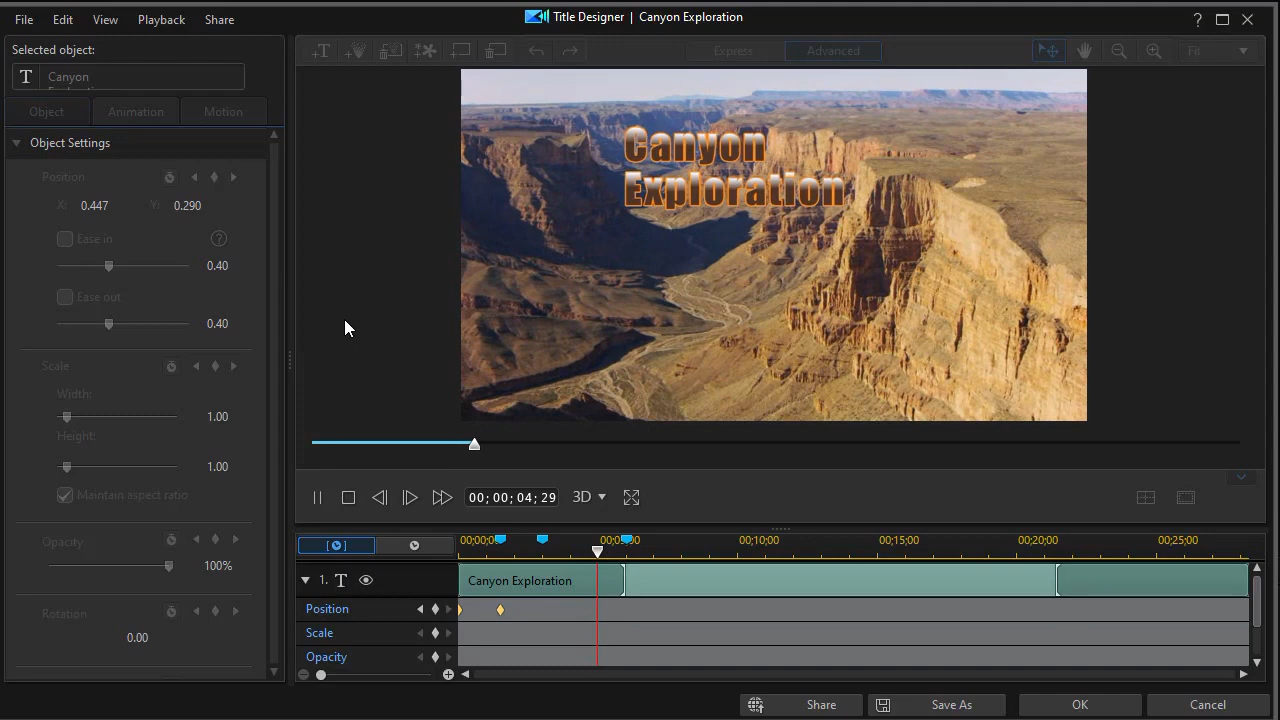 File Edit View Playback Share
Title Designer | Canyon Exploration
?
Selected object:
T Canyon
Express Advanced
Fit
Object Animation Motion
Object Settings
Position
X: 0.447 Y: 0.290
Ease in
0.40
Ease out
0.40
Scale
Width:
1.00
Height:
1.00
Maintain aspect ratio
Opacity
100%
Rotation
0.00
Canyon
Exploration
00; 00; 04; 29
3D
00;05;00 00;10;00 00;15;00 00;20;00 00;25;00
1. T Canyon Exploration
Position
Scale
Opacity
Share Save As OK Cancel